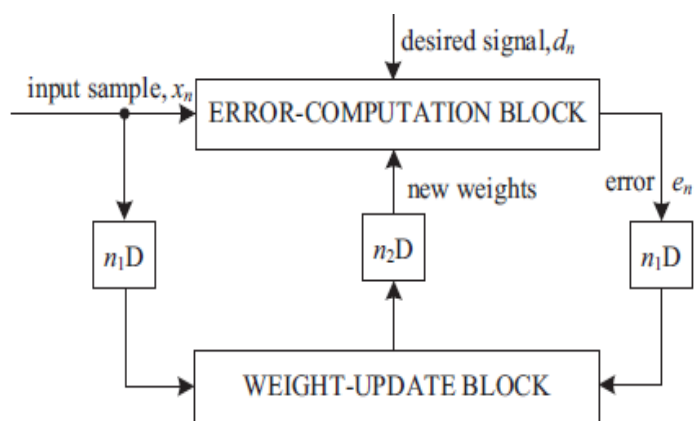 desired signal, dₙ
input sample, xₙ
ERROR-COMPUTATION BLOCK
new weights
error eₙ
n₁D
n₂D
n₁D
WEIGHT-UPDATE BLOCK